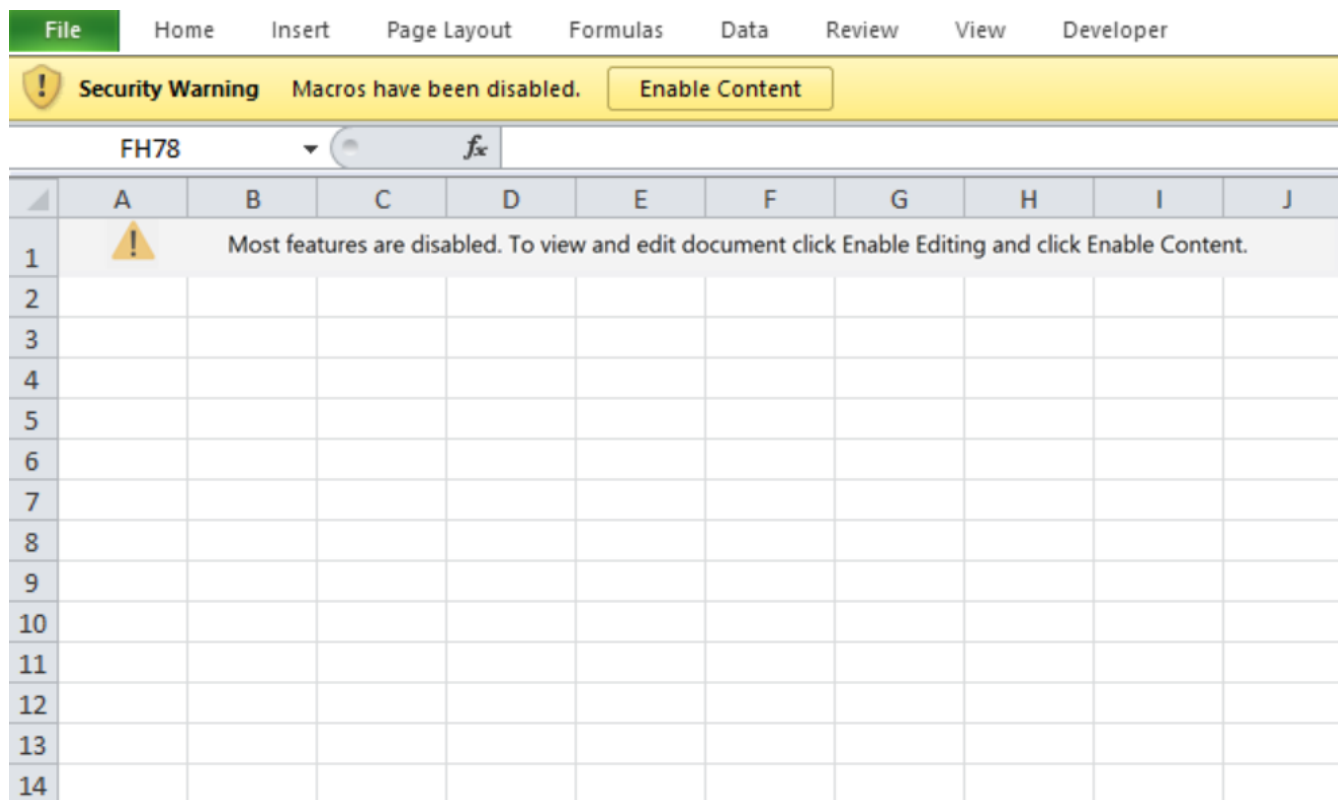 File Home Insert Page Layout Formulas Data Review View Developer
! Security Warning Macros have been disabled. Enable Content
FH78 fx
A B C D E F G H I J
1 ! Most features are disabled. To view and edit document click Enable Editing and click Enable Content.
2
3
4
5
6
7
8
9
10
11
12
13
14